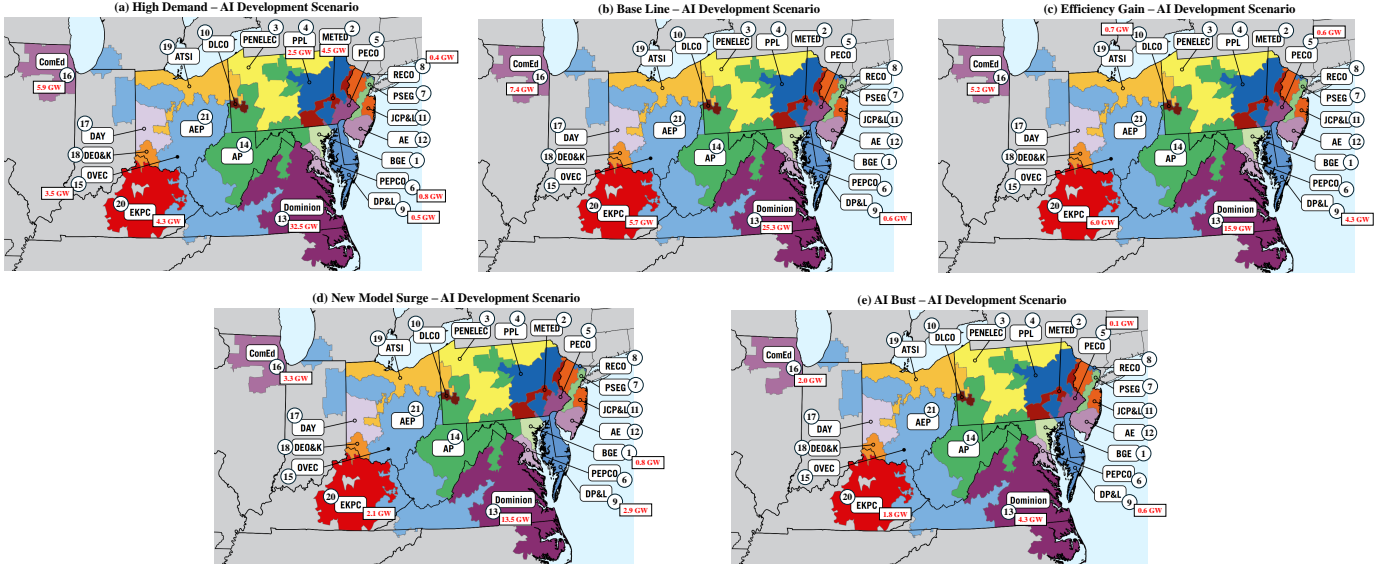 (a) High Demand – AI Development Scenario
10
3
4
2
DLCO
PENELEC
PPL
METED
5
2.5 GW
4.5 GW
PECO
19
ATSI
0.4 GW
8
RECO
ComEd
16
5.9 GW
PSEG
7
JCP&L
11
17
DAY
21
AEP
AE
12
14
AP
18
DEO&K
BGE
1
OVEC
15
3.5 GW
PEPCO
6
0.8 GW
20
EKPC
4.3 GW
DP&L
9
0.5 GW
Dominion
13
32.5 GW
(b) Base Line – AI Development Scenario
10
3
4
2
DLCO
PENELEC
PPL
METED
5
PECO
19
ATSI
8
RECO
ComEd
16
7.4 GW
PSEG
7
JCP&L
11
17
DAY
21
AEP
AE
12
14
AP
18
DEO&K
BGE
1
OVEC
15
PEPCO
6
20
EKPC
5.7 GW
DP&L
9
0.6 GW
Dominion
13
25.3 GW
(c) Efficiency Gain – AI Development Scenario
0.7 GW
10
3
4
2
DLCO
PENELEC
PPL
METED
5
0.6 GW
PECO
19
ATSI
8
RECO
ComEd
16
5.2 GW
PSEG
7
JCP&L
11
17
DAY
21
AEP
AE
12
14
AP
18
DEO&K
BGE
1
OVEC
15
PEPCO
6
20
EKPC
6.0 GW
DP&L
9
4.3 GW
Dominion
13
15.9 GW
(d) New Model Surge – AI Development Scenario
10
3
4
2
DLCO
PENELEC
PPL
METED
5
PECO
19
ATSI
8
RECO
ComEd
16
3.3 GW
PSEG
7
JCP&L
11
17
DAY
21
AEP
AE
12
14
AP
18
DEO&K
BGE
1
0.8 GW
OVEC
15
PEPCO
6
20
EKPC
2.1 GW
DP&L
9
2.9 GW
Dominion
13
13.5 GW
(e) AI Bust – AI Development Scenario
10
3
4
2
DLCO
PENELEC
PPL
METED
5
0.1 GW
PECO
19
ATSI
8
RECO
ComEd
16
2.0 GW
PSEG
7
JCP&L
11
17
DAY
21
AEP
AE
12
14
AP
18
DEO&K
BGE
1
OVEC
15
PEPCO
6
20
EKPC
1.8 GW
DP&L
9
0.6 GW
Dominion
13
4.3 GW